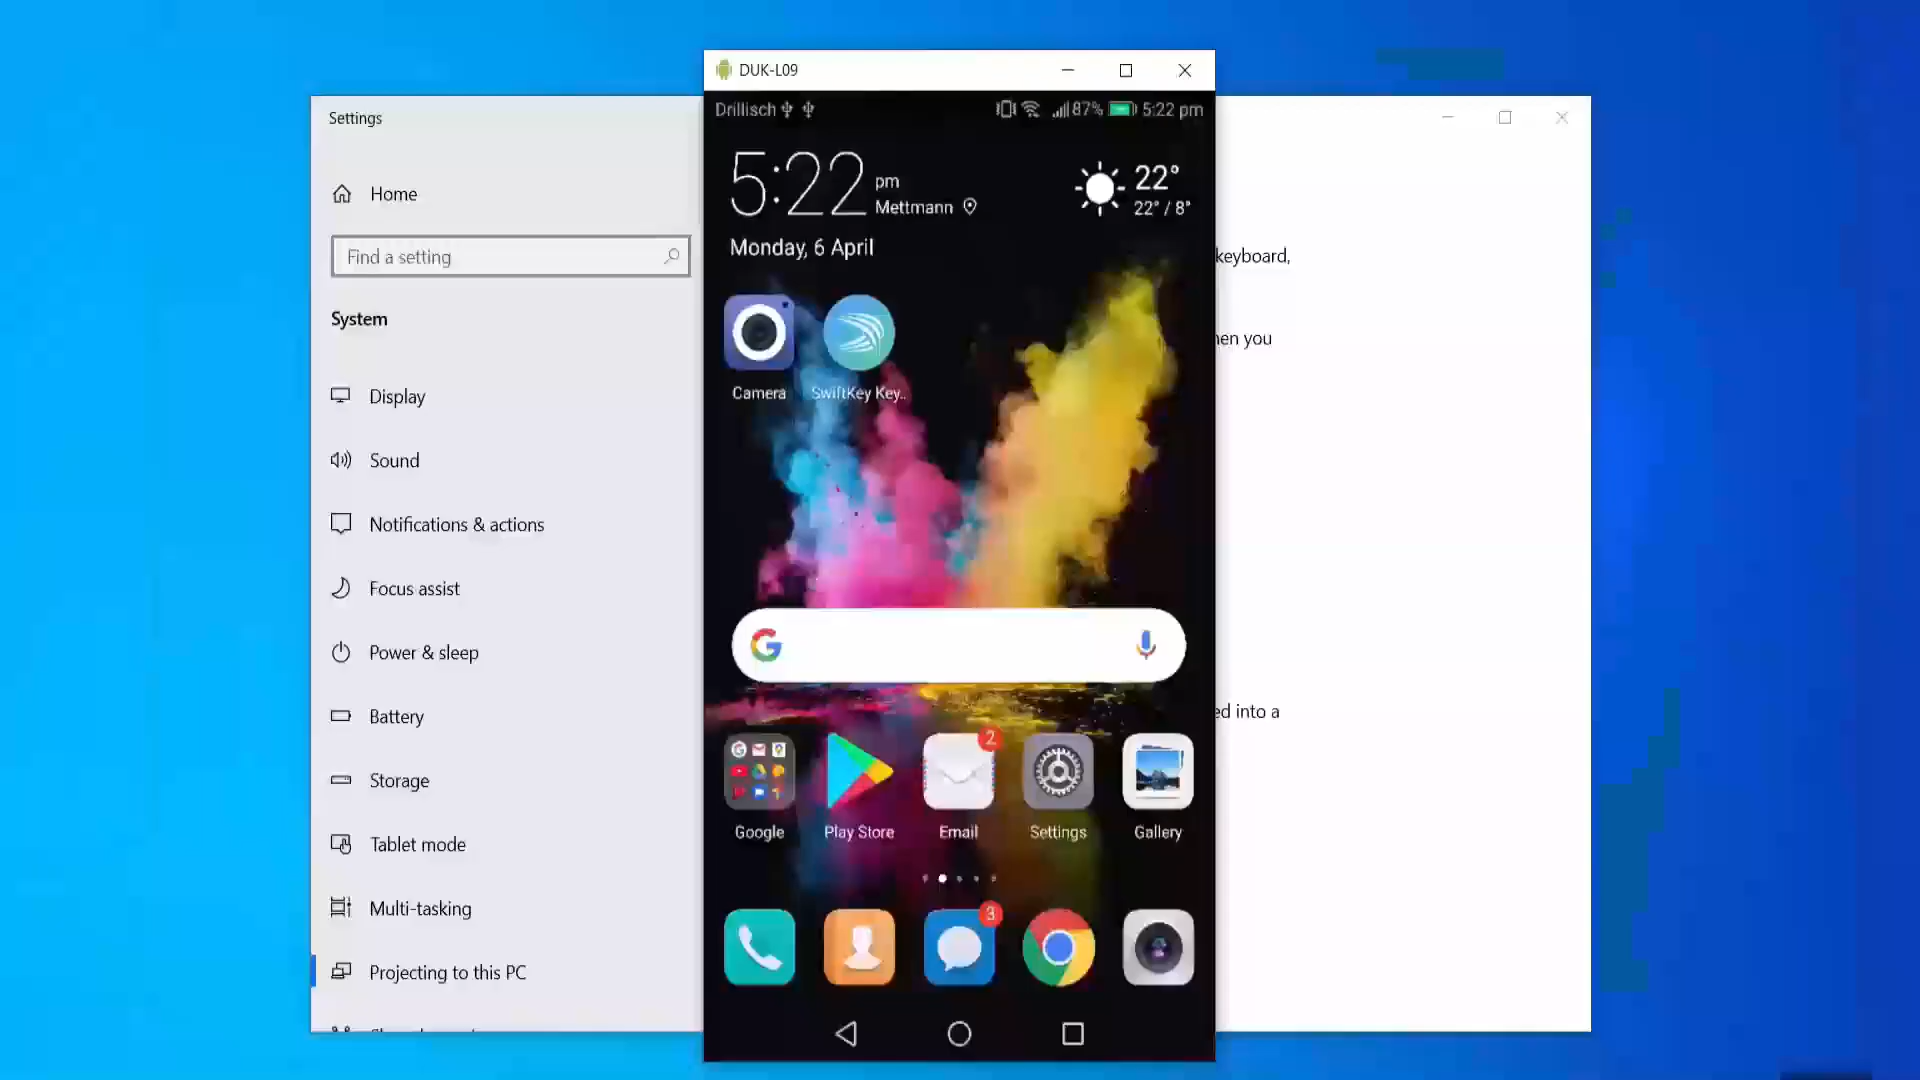 DUK-L09
Drillisch 87% 5:22 pm
Settings
5:22 pm
22°
Mettmann
22° / 8°
Monday, 6 April
Home
Find a setting
keyboard,
System
hen you
Camera
SwiftKey Key..
Display
Sound
Notifications & actions
Focus assist
Power & sleep
Battery
ed into a
2
Storage
Google
Play Store
Email
Settings
Gallery
Tablet mode
Multi-tasking
3
Projecting to this PC